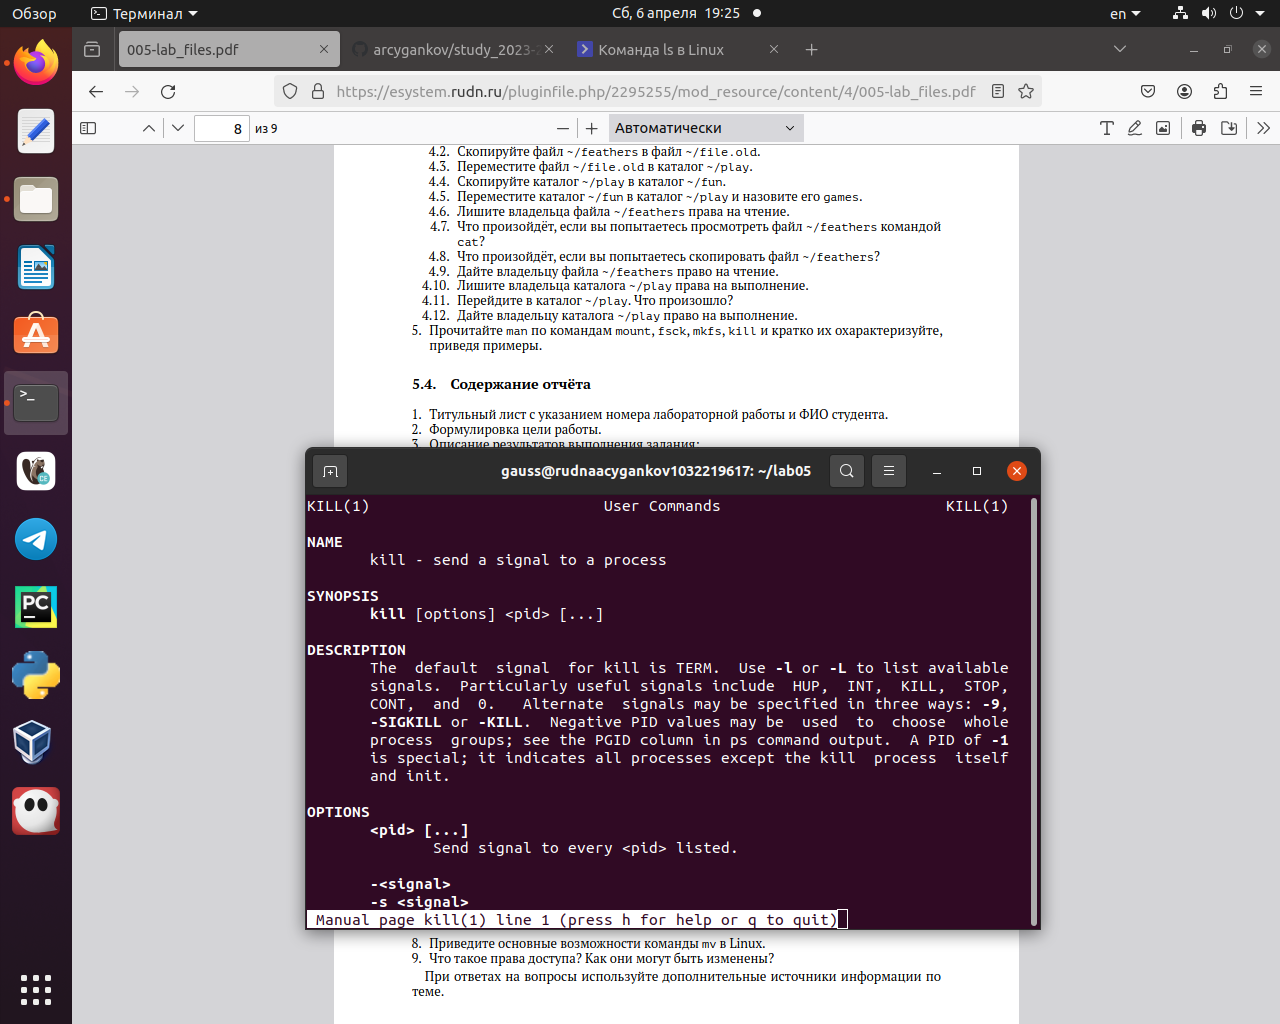 Обзор
Терминал
Сб, 6 апреля 19:25
en
005-lab_files.pdf
arcygankov/study_2023-2
Команда ls в Linux
https://esystem.rudn.ru/pluginfile.php/2295255/mod_resource/content/4/005-lab_files.pdf
8
из 9
Автоматически
4.2. Скопируйте файл ~/feathers в файл ~/file.old.
4.3. Переместите файл ~/file.old в каталог ~/play.
4.4. Скопируйте каталог ~/play в каталог ~/fun.
4.5. Переместите каталог ~/fun в каталог ~/play и назовите его games.
4.6. Лишите владельца файла ~/feathers права на чтение.
4.7. Что произойдёт, если вы попытаетесь просмотреть файл ~/feathers командой
cat?
4.8. Что произойдёт, если вы попытаетесь скопировать файл ~/feathers?
4.9. Дайте владельцу файла ~/feathers право на чтение.
4.10. Лишите владельца каталога ~/play права на выполнение.
4.11. Перейдите в каталог ~/play. Что произошло?
4.12. Дайте владельцу каталога ~/play право на выполнение.
5. Прочитайте man по командам mount, fsck, mkfs, kill и кратко их охарактеризуйте,
приведя примеры.
5.4. Содержание отчёта
1. Титульный лист с указанием номера лабораторной работы и ФИО студента.
2. Формулировка цели работы.
3. Описание результатов выполнения задания:
gauss@rudnaacygankov1032219617: ~/lab05
KILL(1) User Commands KILL(1)
NAME
kill - send a signal to a process
SYNOPSIS
kill [options] <pid> [...]
DESCRIPTION
The default signal for kill is TERM. Use -l or -L to list available
signals. Particularly useful signals include HUP, INT, KILL, STOP,
CONT, and 0. Alternate signals may be specified in three ways: -9,
-SIGKILL or -KILL. Negative PID values may be used to choose whole
process groups; see the PGID column in ps command output. A PID of -1
is special; it indicates all processes except the kill process itself
and init.
OPTIONS
<pid> [...]
Send signal to every <pid> listed.
-<signal>
-s <signal>
Manual page kill(1) line 1 (press h for help or q to quit)
8. Приведите основные возможности команды mv в Linux.
9. Что такое права доступа? Как они могут быть изменены?
При ответах на вопросы используйте дополнительные источники информации по
теме.